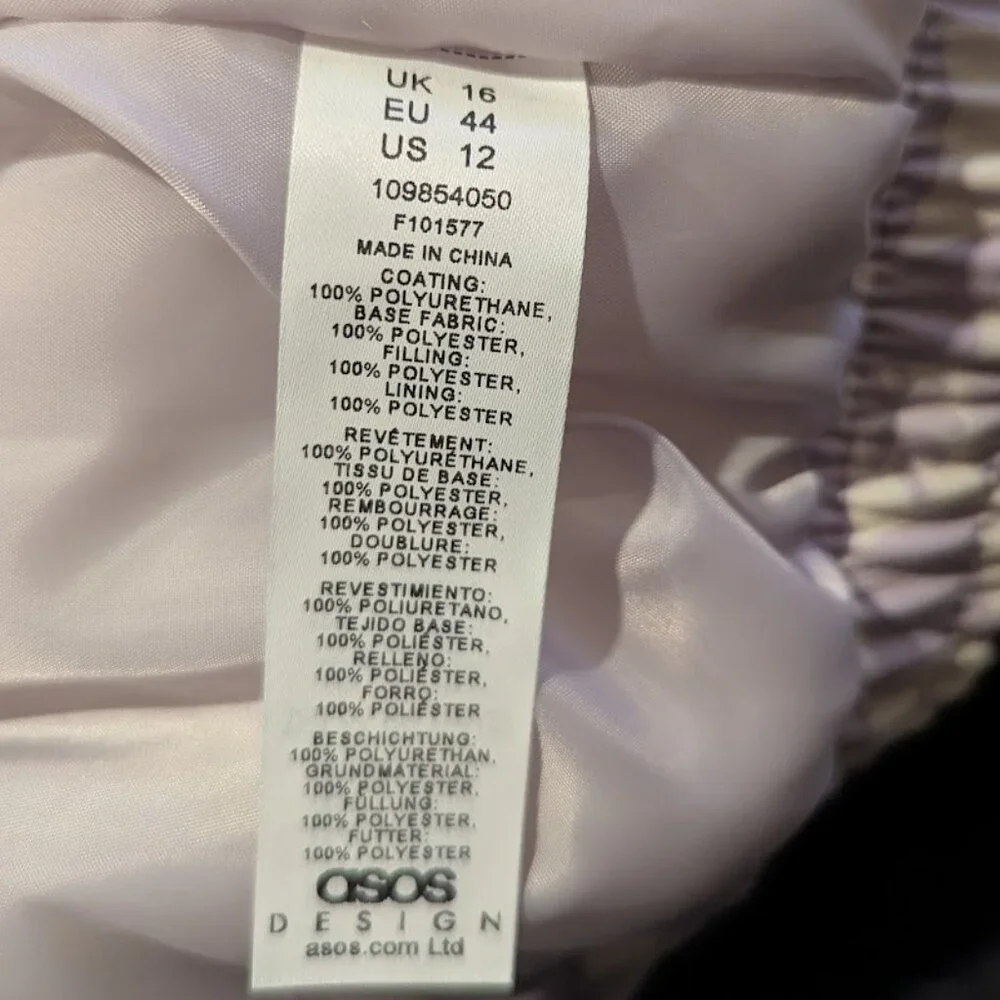 UK 16
EU 44
US 12
109854050
F101577
MADE IN CHINA
COATING:
100% POLYURETHANE,
BASE FABRIC:
100% POLYESTER,
FILLING:
100% POLYESTER,
LINING:
100% POLYESTER
REVÊTEMENT:
100% POLYURÉTHANE,
TISSU DE BASE:
100% POLYESTER,
REMBOURRAGE:
100% POLYESTER,
DOUBLURE:
100% POLYESTER
REVESTIMIENTO:
100% POLIURETANO,
TEJIDO BASE:
100% POLIÉSTER,
RELLENO:
100% POLIÉSTER,
FORRO:
100% POLIÉSTER
BESCHICHTUNG:
100% POLYURETHAN,
GRUNDMATERIAL:
100% POLYESTER,
FÜLLUNG:
100% POLYESTER,
FUTTER:
100% POLYESTER
asos
DESIGN
asos.com Ltd